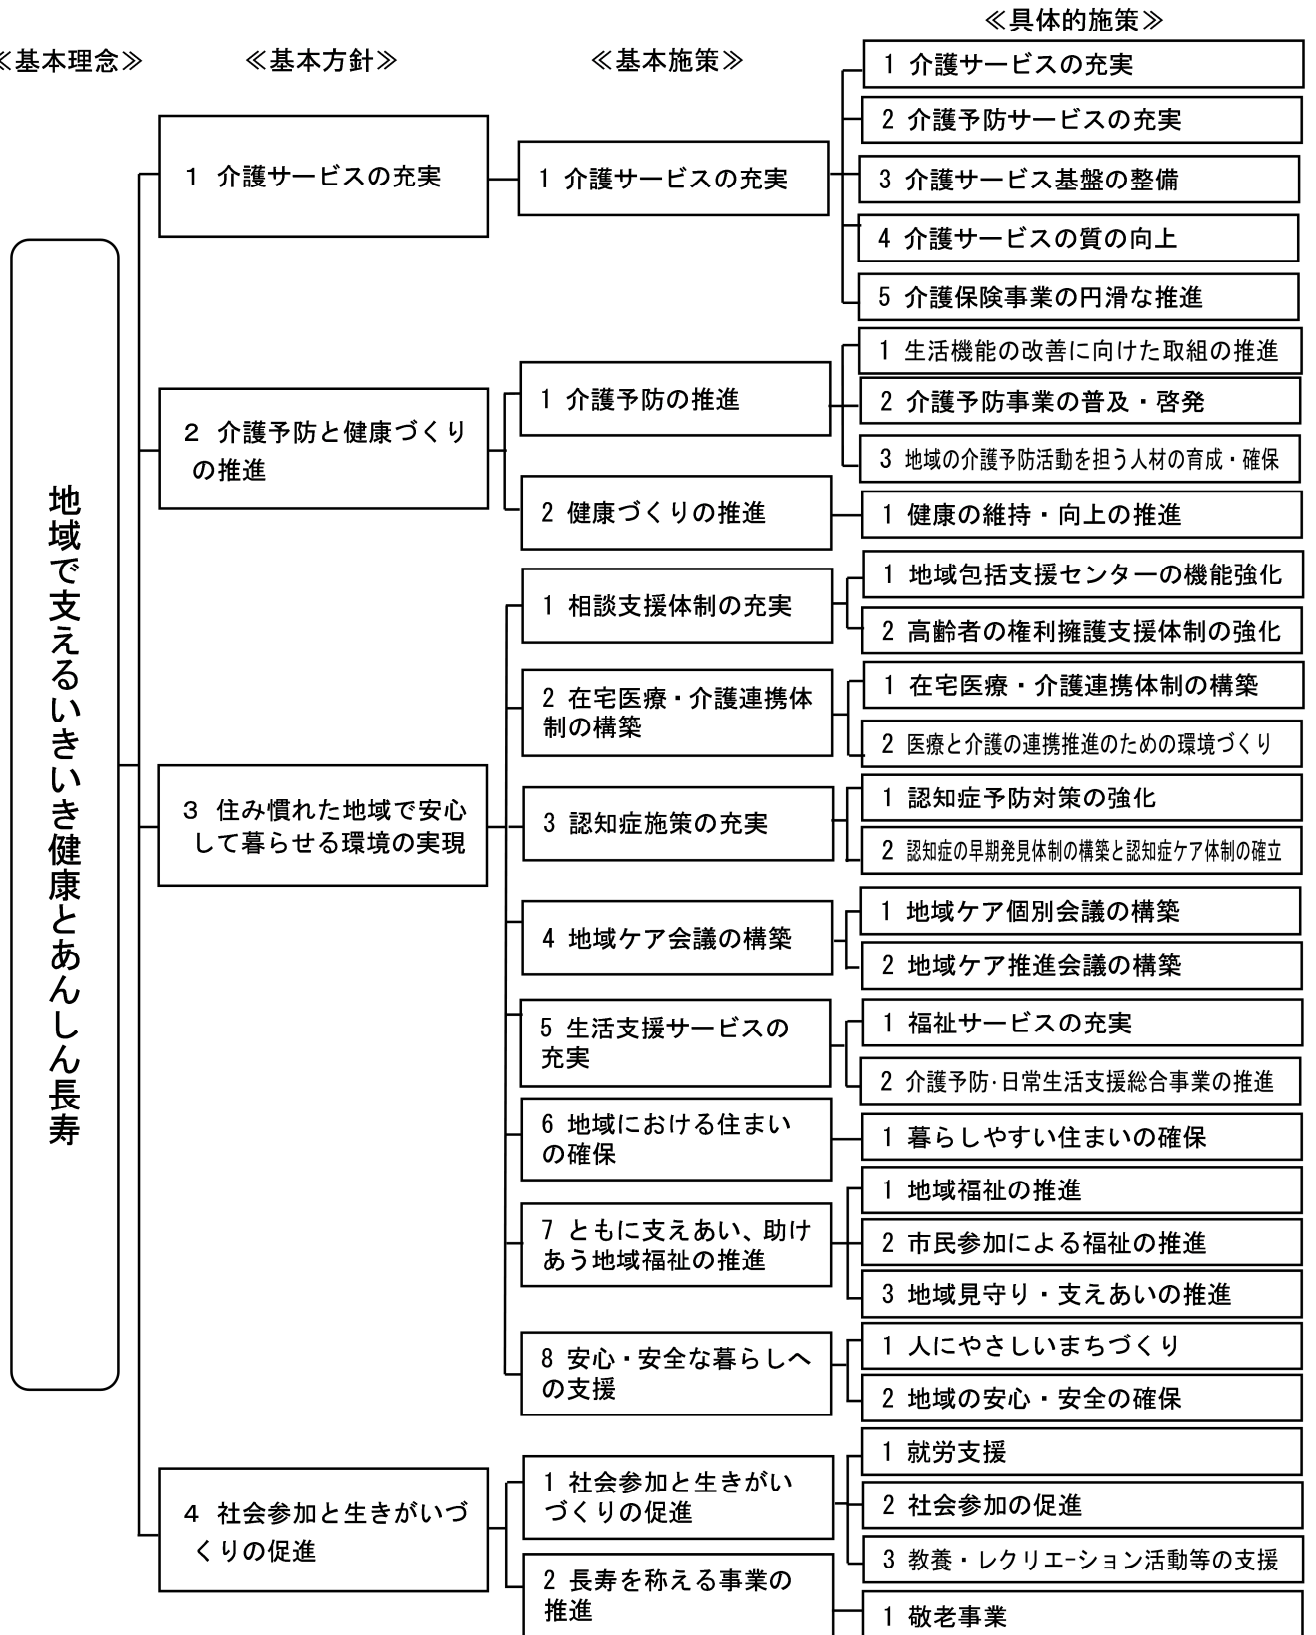 ≪基本理念≫
≪基本方針≫
≪基本施策≫
≪具体的施策≫
地域で支えるいきいき健康とあんしん長寿
1 介護サービスの充実
1 介護サービスの充実
1 介護サービスの充実
2 介護予防サービスの充実
3 介護サービス基盤の整備
4 介護サービスの質の向上
5 介護保険事業の円滑な推進
2 介護予防と健康づくり
の推進
1 介護予防の推進
1 生活機能の改善に向けた取組の推進
2 介護予防事業の普及・啓発
3 地域の介護予防活動を担う人材の育成・確保
2 健康づくりの推進
1 健康の維持・向上の推進
3 住み慣れた地域で安心
して暮らせる環境の実現
1 相談支援体制の充実
1 地域包括支援センターの機能強化
2 高齢者の権利擁護支援体制の強化
2 在宅医療・介護連携体
制の構築
1 在宅医療・介護連携体制の構築
2 医療と介護の連携推進のための環境づくり
3 認知症施策の充実
1 認知症予防対策の強化
2 認知症の早期発見体制の構築と認知症ケア体制の確立
4 地域ケア会議の構築
1 地域ケア個別会議の構築
2 地域ケア推進会議の構築
5 生活支援サービスの
充実
1 福祉サービスの充実
2 介護予防・日常生活支援総合事業の推進
6 地域における住まい
の確保
1 暮らしやすい住まいの確保
7 ともに支えあい、助け
あう地域福祉の推進
1 地域福祉の推進
2 市民参加による福祉の推進
3 地域見守り・支えあいの推進
8 安心・安全な暮らしへ
の支援
1 人にやさしいまちづくり
2 地域の安心・安全の確保
4 社会参加と生きがいづ
くりの促進
1 社会参加と生きがい
づくりの促進
1 就労支援
2 社会参加の促進
3 教養・レクリエーション活動等の支援
2 長寿を称える事業の
推進
1 敬老事業